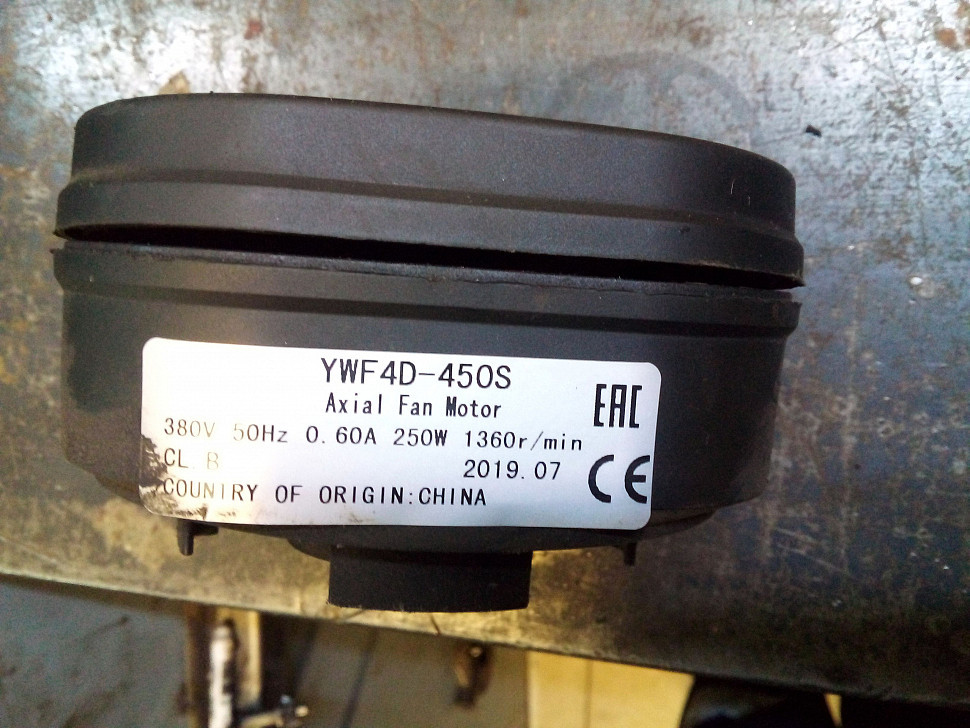 YWF4D-450S
Axial Fan Motor
EAC
380V 50Hz 0.60A 250W 1360r/min
CL B
2019.07
CE
COUNTRY OF ORIGIN:CHINA